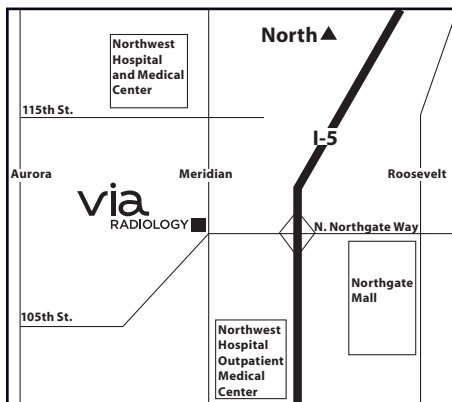 North
Northwest
Hospital
and Medical
Center
115th St.
I-5
Aurora
Meridian
Roosevelt
via
RADIOLOGY
N. Northgate Way
Northgate
Mall
105th St.
Northwest
Hospital
Outpatient
Medical
Center